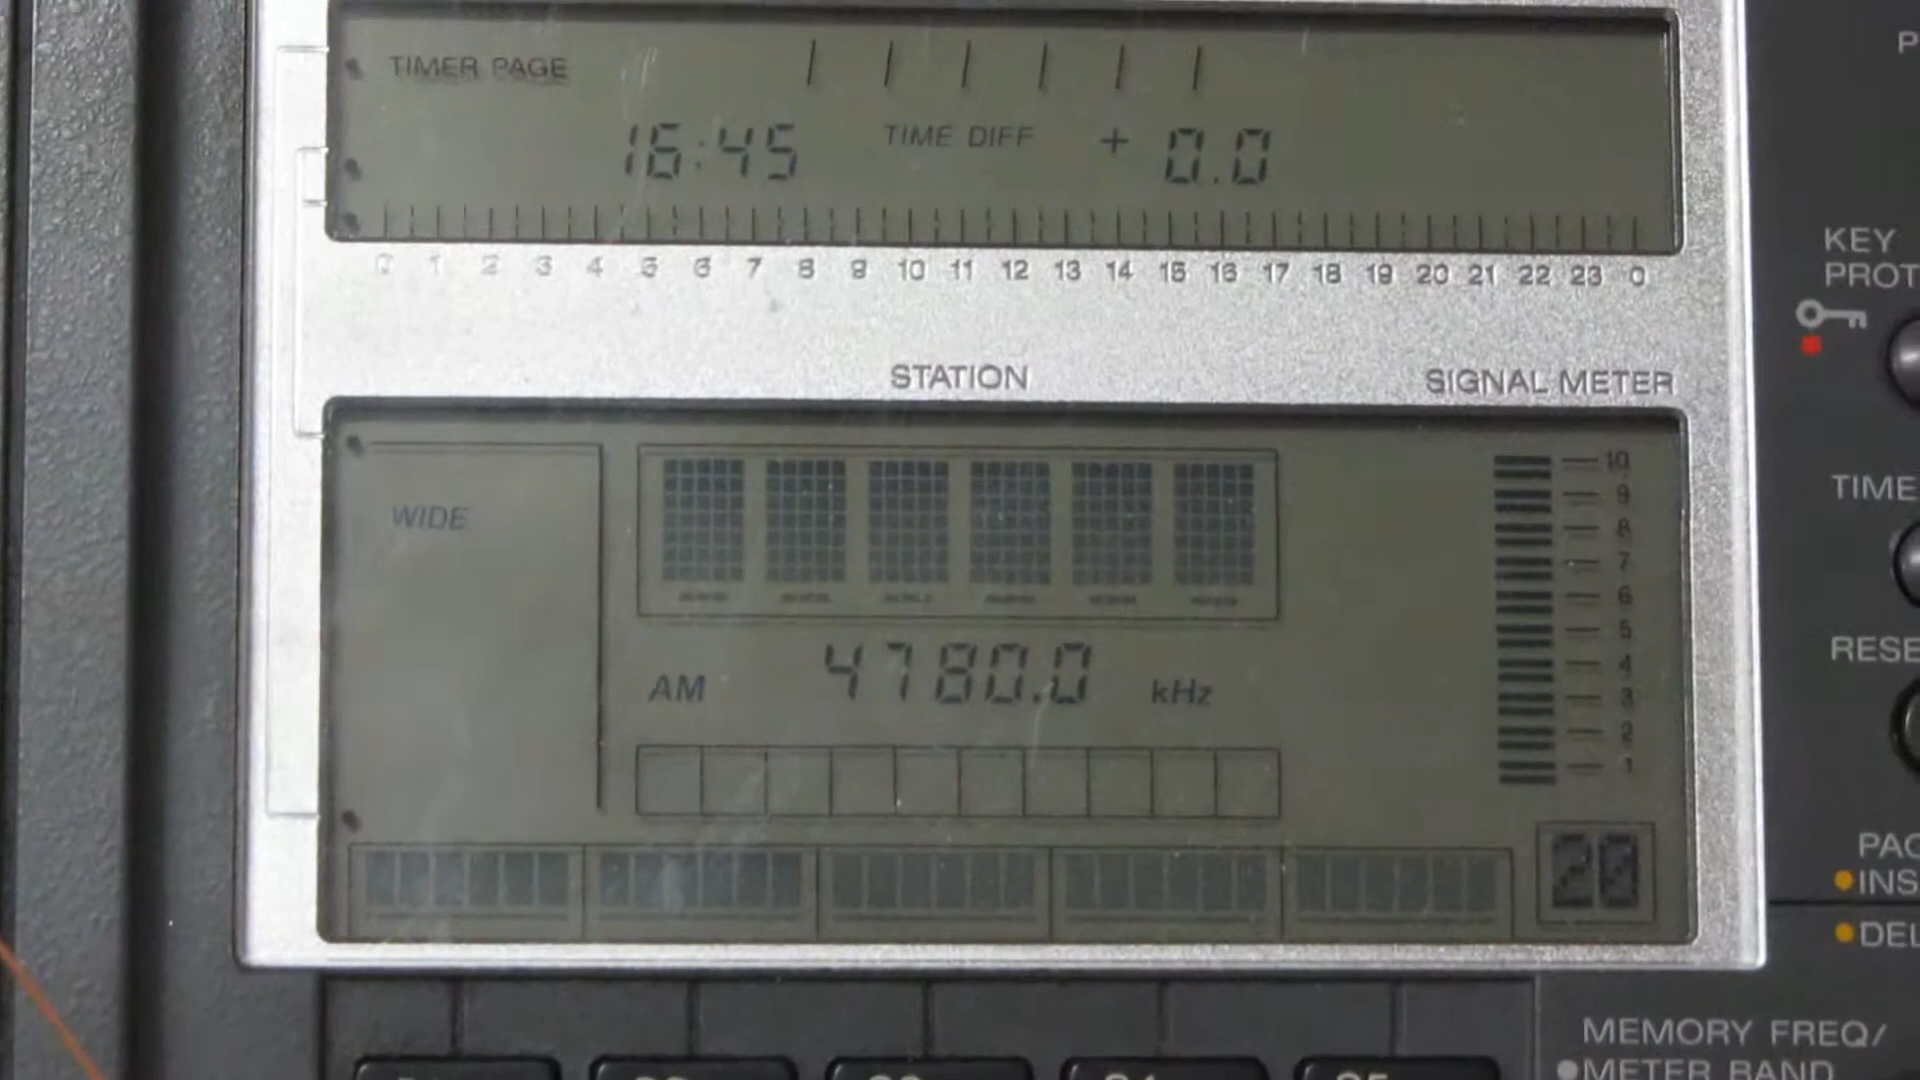 TIMER PAGE
16:45 TIME DIFF + 0.0
0 1 2 3 4 5 6 7 8 9 10 11 12 13 14 15 16 17 18 19 20 21 22 23 0
STATION
SIGNAL METER
WIDE
10
9
8
7
6
5
4
3
2
1
AM 4780.0 kHz
20
P
KEY
PROT
TIME
RESE
PAG
INS
DEL
MEMORY FREQ/
METER BAND